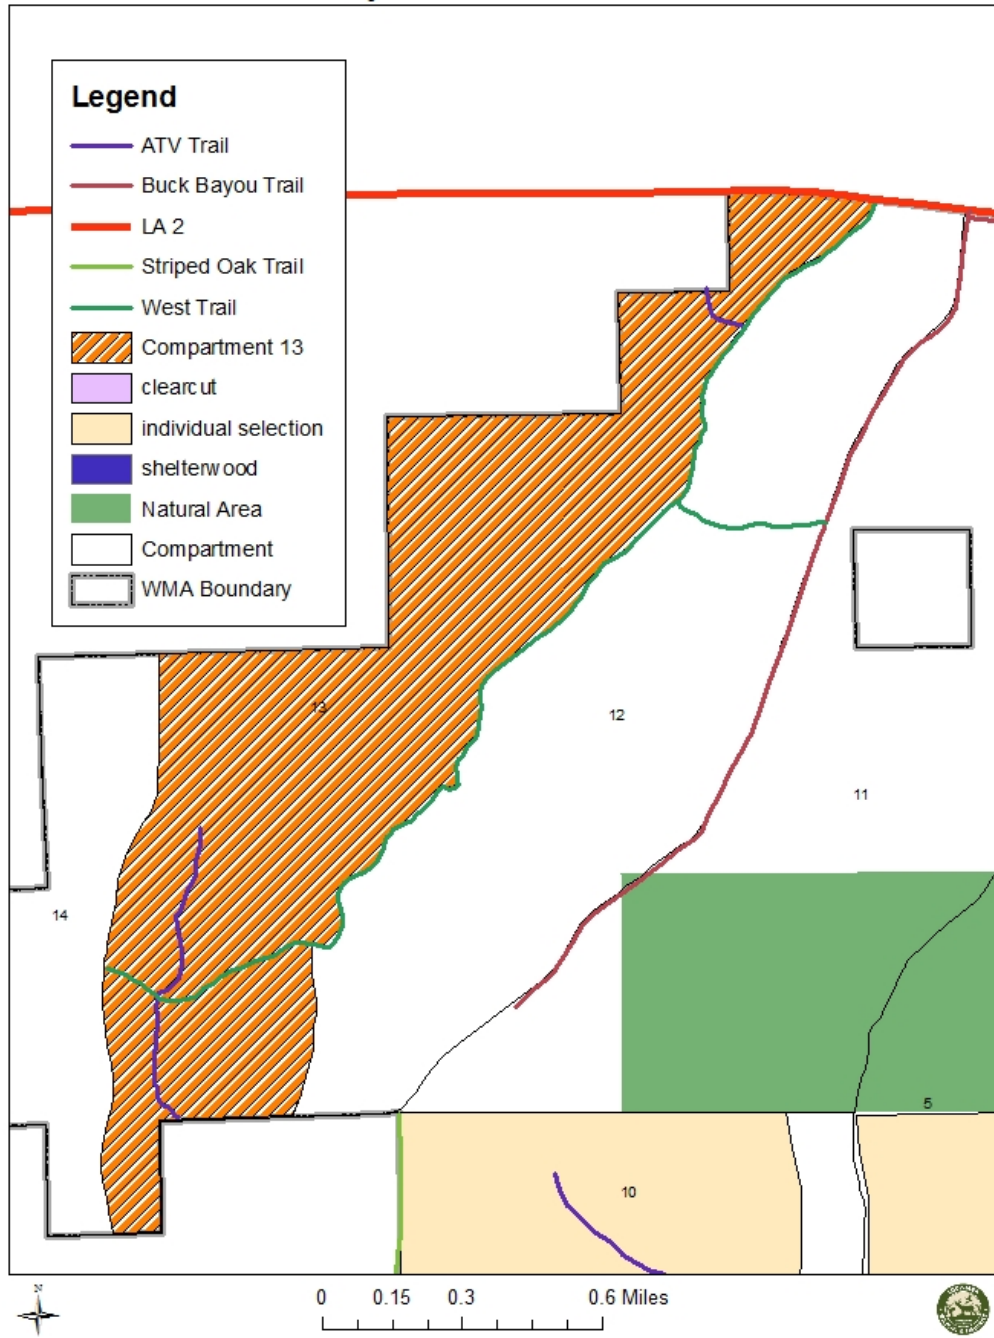 Legend
ATV Trail
Buck Bayou Trail
LA 2
Striped Oak Trail
West Trail
Compartment 13
clearcut
individual selection
shelterwood
Natural Area
Compartment
WMA Boundary
13
12
11
14
5
10
N
0 0.15 0.3 0.6 Miles